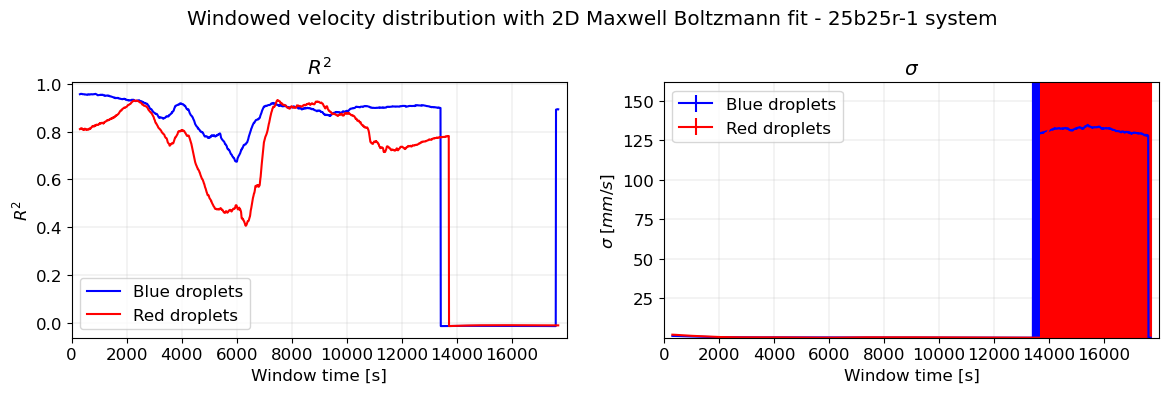 Windowed velocity distribution with 2D Maxwell Boltzmann fit - 25b25r-1 system
R²
R²
1.0
0.8
0.6
0.4
0.2
0.0
Blue droplets
Red droplets
0 2000 4000 6000 8000 10000 12000 14000 16000
Window time [s]
σ
σ [mm/s]
150
125
100
75
50
25
Blue droplets
Red droplets
0 2000 4000 6000 8000 10000 12000 14000 16000
Window time [s]